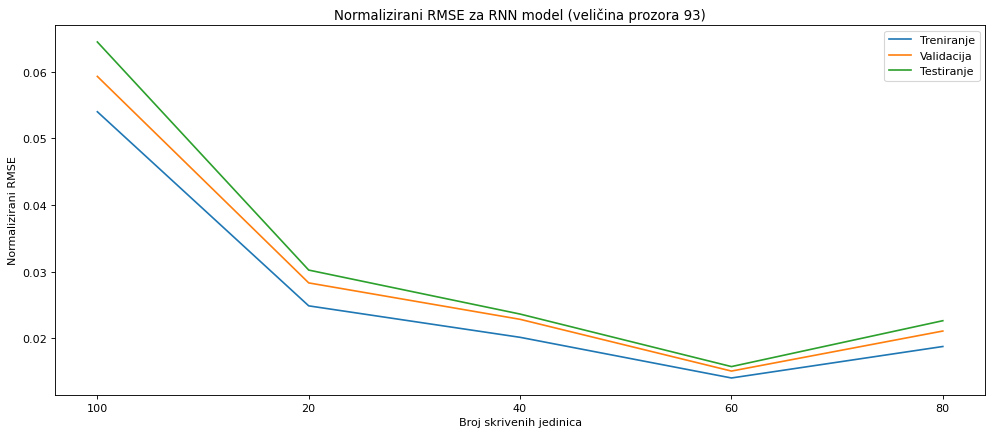 Normalizirani RMSE za RNN model (veličina prozora 93)
Treniranje
Validacija
Testiranje
Normalizirani RMSE
0.06
0.05
0.04
0.03
0.02
100 20 40 60 80
Broj skrivenih jedinica